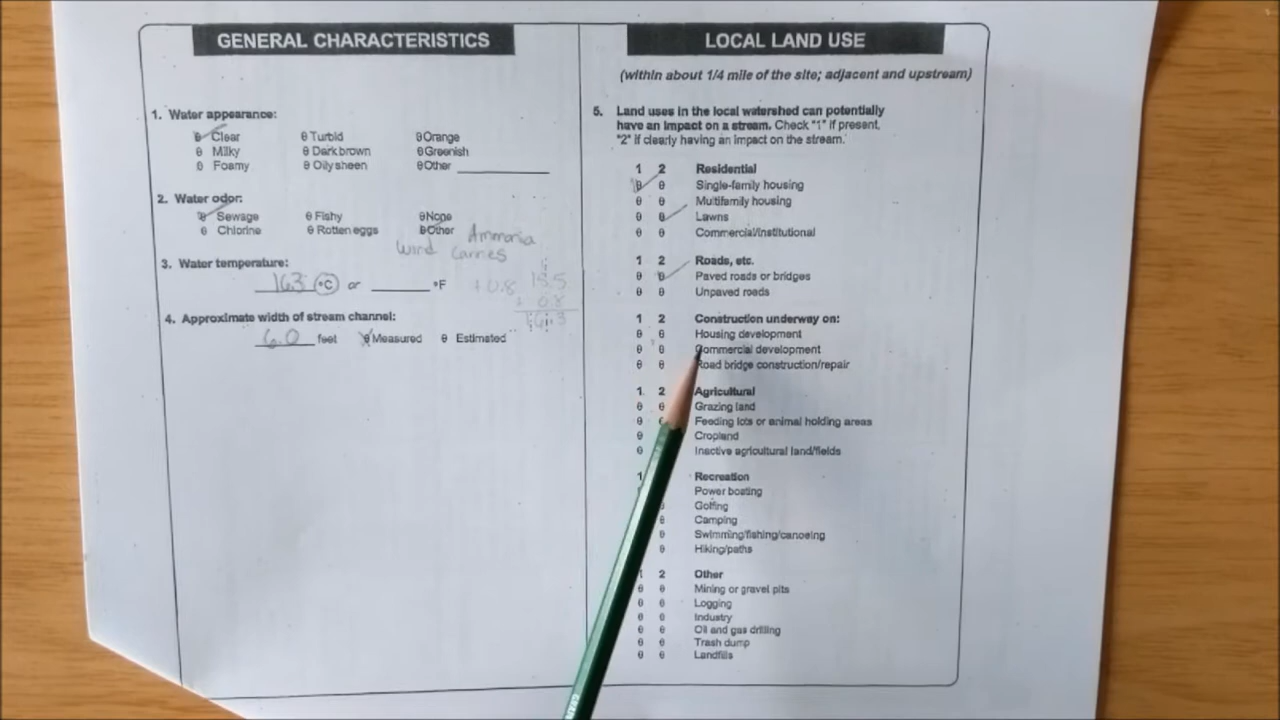 GENERAL CHARACTERISTICS
1. Water appearance:
θ Clear θ Turbid θ Orange
θ Milky θ Dark brown θ Greenish
θ Foamy θ Oily sheen θ Other
2. Water odor:
θ Sewage θ Fishy θ None
θ Chlorine θ Rotten eggs θ Other Ammonia
Wind carries
3. Water temperature:
163 °C or °F
+0.8
15.5
+ 0.8
16.3
4. Approximate width of stream channel:
6.0 feet θ Measured θ Estimated
LOCAL LAND USE
(within about 1/4 mile of the site; adjacent and upstream)
5. Land uses in the local watershed can potentially
have an impact on a stream. Check "1" if present,
"2" if clearly having an impact on the stream.
1 2 Residential
θ θ Single-family housing
θ θ Multifamily housing
θ θ Lawns
θ θ Commercial/institutional
1 2 Roads, etc.
θ θ Paved roads or bridges
θ θ Unpaved roads
1 2 Construction underway on:
θ θ Housing development
θ θ Commercial development
θ θ Road bridge construction/repair
1 2 Agricultural
θ θ Grazing land
θ Feeding lots or animal holding areas
θ Cropland
θ Inactive agricultural land/fields
1 Recreation
Power boating
θ Golfing
θ Camping
θ Swimming/fishing/canoeing
θ Hiking/paths
1 2 Other
θ θ Mining or gravel pits
θ θ Logging
θ θ Industry
θ θ Oil and gas drilling
θ θ Trash dump
θ θ Landfills